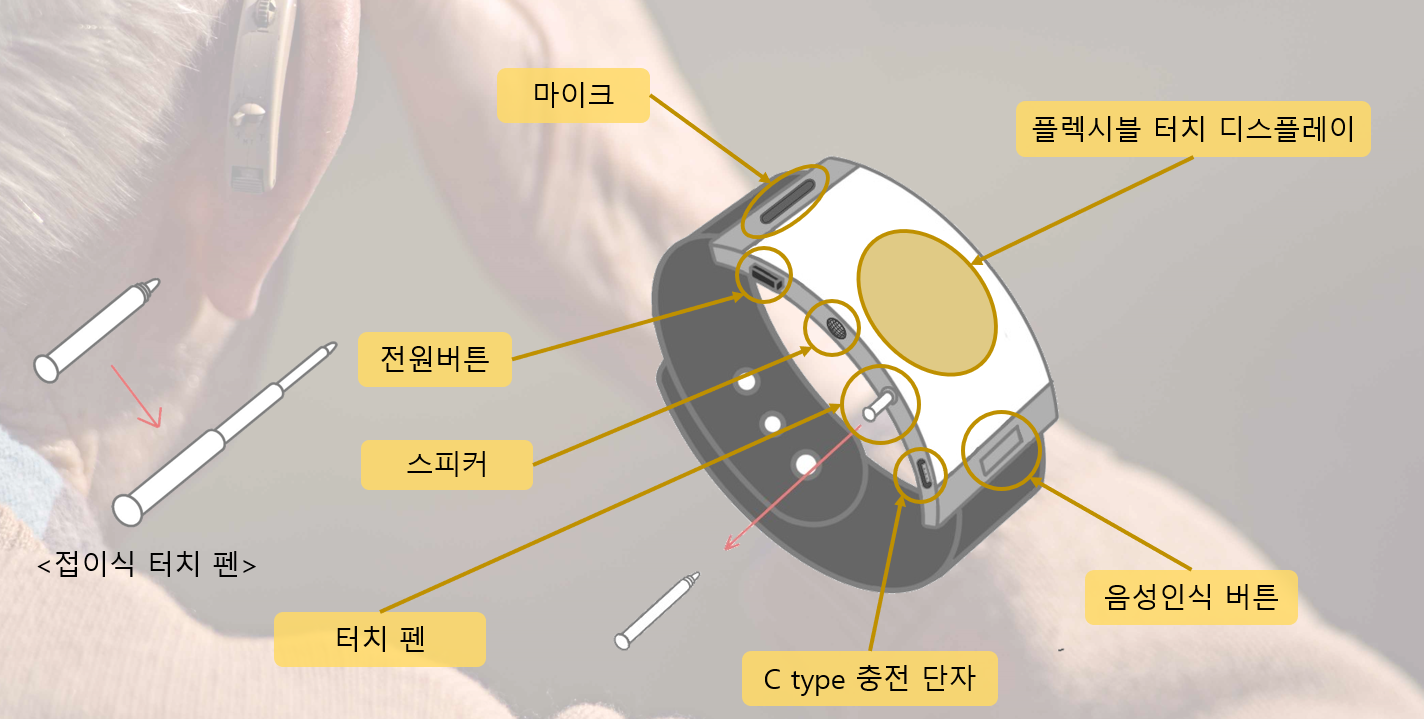 마이크
플렉시블 터치 디스플레이
전원버튼
스피커
<접이식 터치 펜>
음성인식 버튼
터치 펜
C type 충전 단자